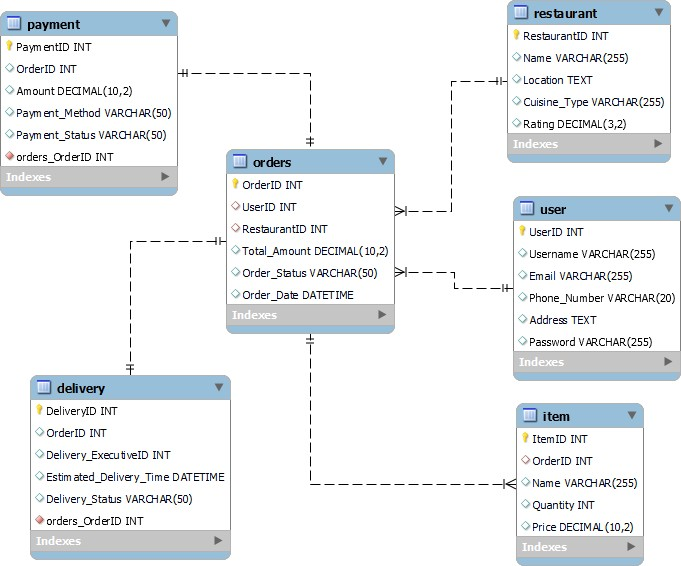 payment
PaymentID INT
OrderID INT
Amount DECIMAL(10,2)
Payment_Method VARCHAR(50)
Payment_Status VARCHAR(50)
orders_OrderID INT
Indexes
restaurant
RestaurantID INT
Name VARCHAR(255)
Location TEXT
Cuisine_Type VARCHAR(255)
Rating DECIMAL(3,2)
Indexes
orders
OrderID INT
UserID INT
RestaurantID INT
Total_Amount DECIMAL(10,2)
Order_Status VARCHAR(50)
Order_Date DATETIME
Indexes
user
UserID INT
Username VARCHAR(255)
Email VARCHAR(255)
Phone_Number VARCHAR(20)
Address TEXT
Password VARCHAR(255)
Indexes
delivery
DeliveryID INT
OrderID INT
Delivery_ExecutiveID INT
Estimated_Delivery_Time DATETIME
Delivery_Status VARCHAR(50)
orders_OrderID INT
Indexes
item
ItemID INT
OrderID INT
Name VARCHAR(255)
Quantity INT
Price DECIMAL(10,2)
Indexes